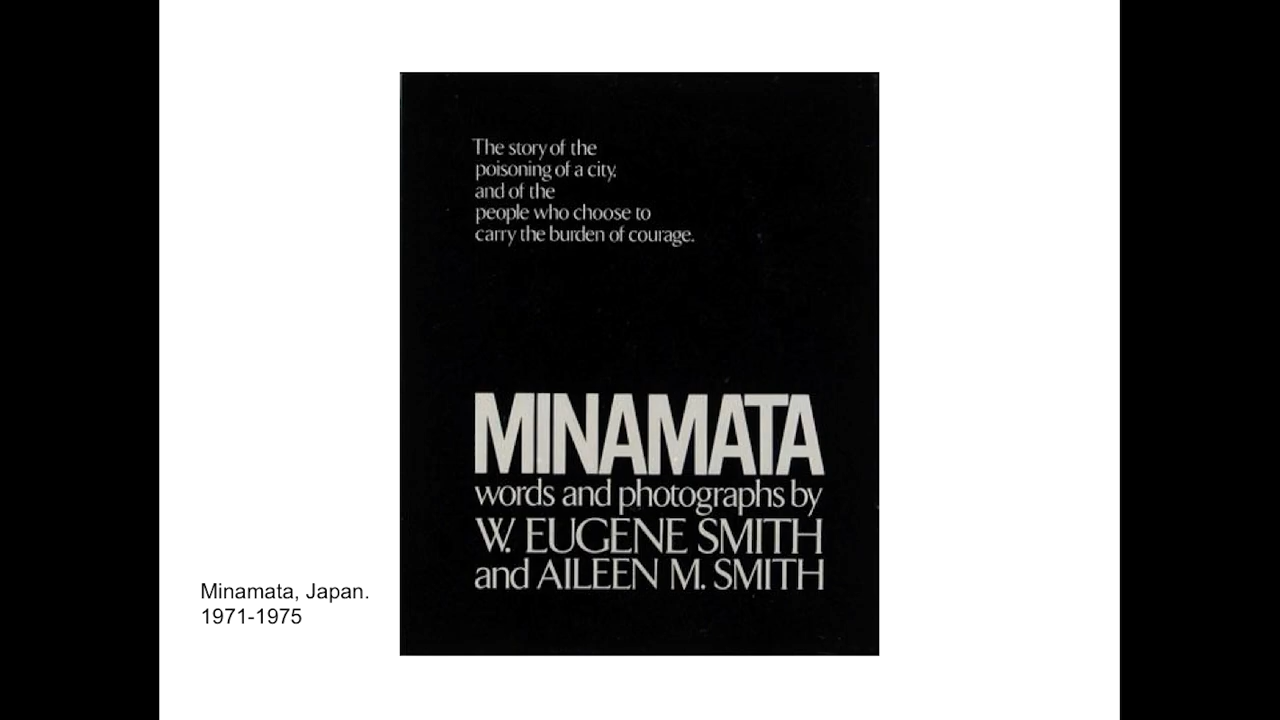 The story of the
poisoning of a city,
and of the
people who choose to
carry the burden of courage.
MINAMATA
words and photographs by
W. EUGENE SMITH
and AILEEN M. SMITH
Minamata, Japan.
1971-1975